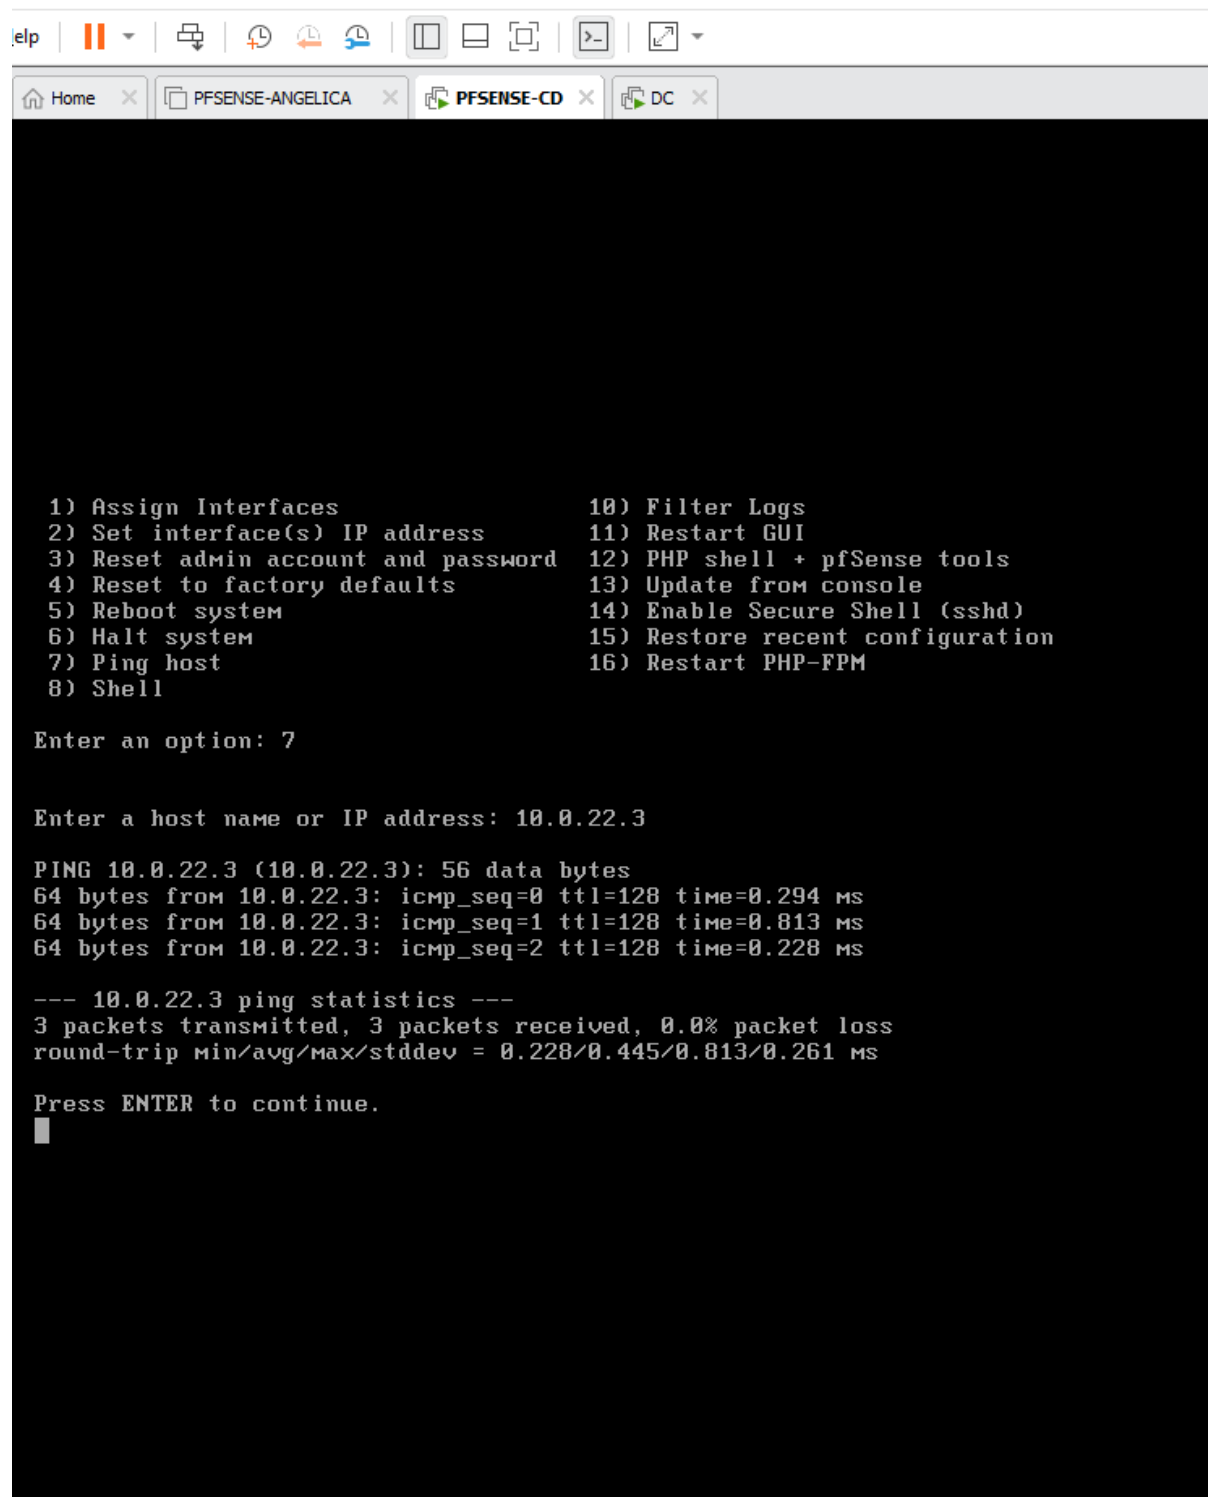 elp
Home
PFSENSE-ANGELICA
PFSENSE-CD
DC
1) Assign Interfaces 10) Filter Logs
2) Set interface(s) IP address 11) Restart GUI
3) Reset admin account and password 12) PHP shell + pfSense tools
4) Reset to factory defaults 13) Update from console
5) Reboot system 14) Enable Secure Shell (sshd)
6) Halt system 15) Restore recent configuration
7) Ping host 16) Restart PHP-FPM
8) Shell
Enter an option: 7
Enter a host name or IP address: 10.0.22.3
PING 10.0.22.3 (10.0.22.3): 56 data bytes
64 bytes from 10.0.22.3: icmp_seq=0 ttl=128 time=0.294 ms
64 bytes from 10.0.22.3: icmp_seq=1 ttl=128 time=0.813 ms
64 bytes from 10.0.22.3: icmp_seq=2 ttl=128 time=0.228 ms
--- 10.0.22.3 ping statistics ---
3 packets transmitted, 3 packets received, 0.0% packet loss
round-trip min/avg/max/stddev = 0.228/0.445/0.813/0.261 ms
Press ENTER to continue.